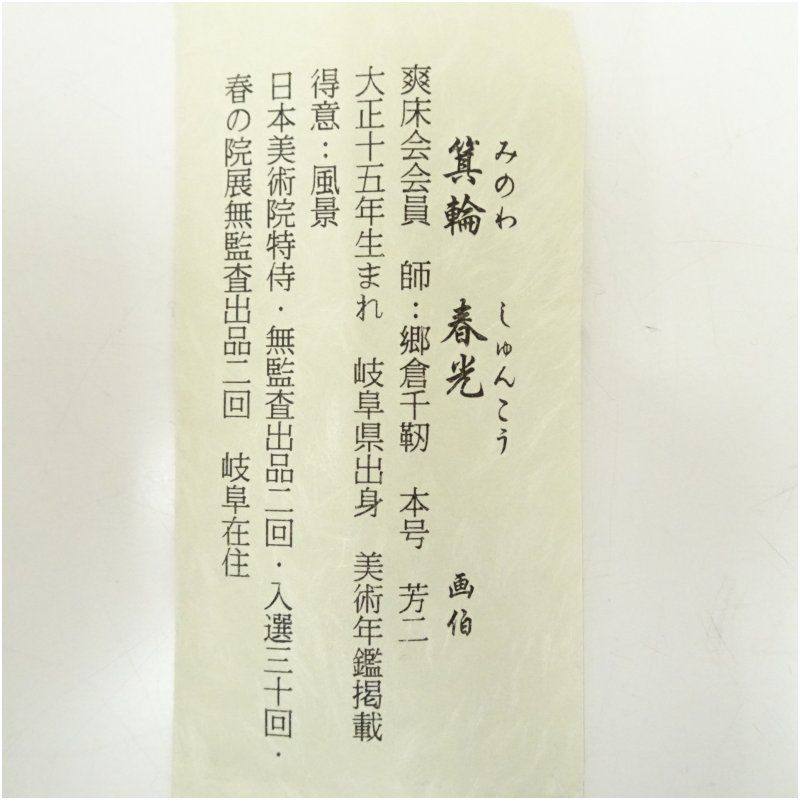 みのわ しゅんこう
箕輪 春光 画伯
爽床会会員 師:郷倉千靱 本号 芳二
大正十五年生まれ 岐阜県出身 美術年鑑掲載
得意:風景
日本美術院特侍・無監査出品二回・入選三十回・
春の院展無監査出品二回 岐阜在住